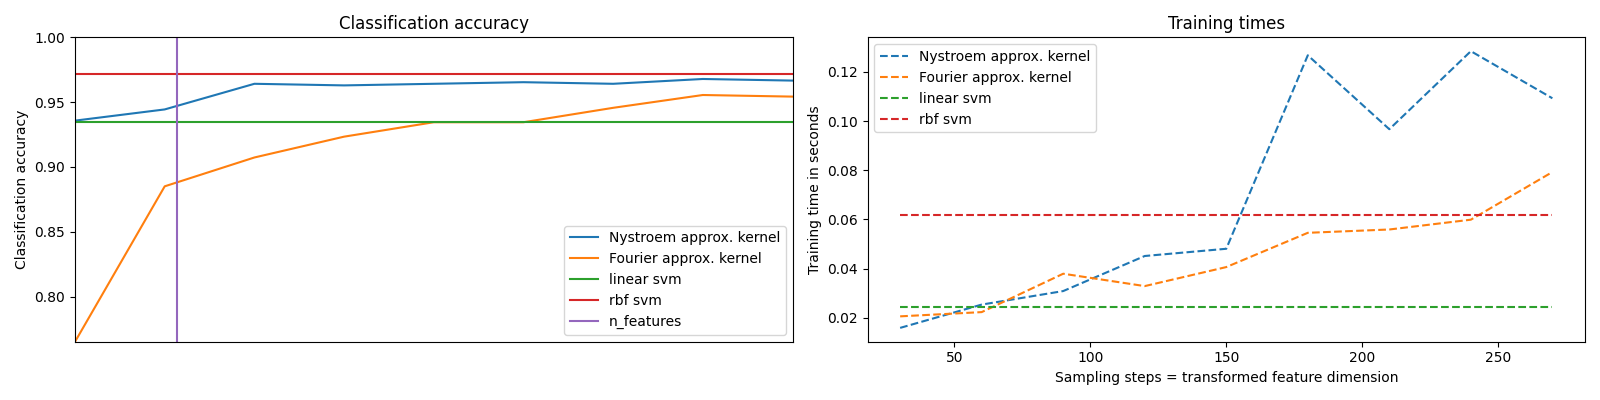 Classification accuracy
Classification accuracy
1.00
0.95
0.90
0.85
0.80
Nystroem approx. kernel
Fourier approx. kernel
linear svm
rbf svm
n_features
Training times
Training time in seconds
0.12
0.10
0.08
0.06
0.04
0.02
Nystroem approx. kernel
Fourier approx. kernel
linear svm
rbf svm
50 100 150 200 250
Sampling steps = transformed feature dimension